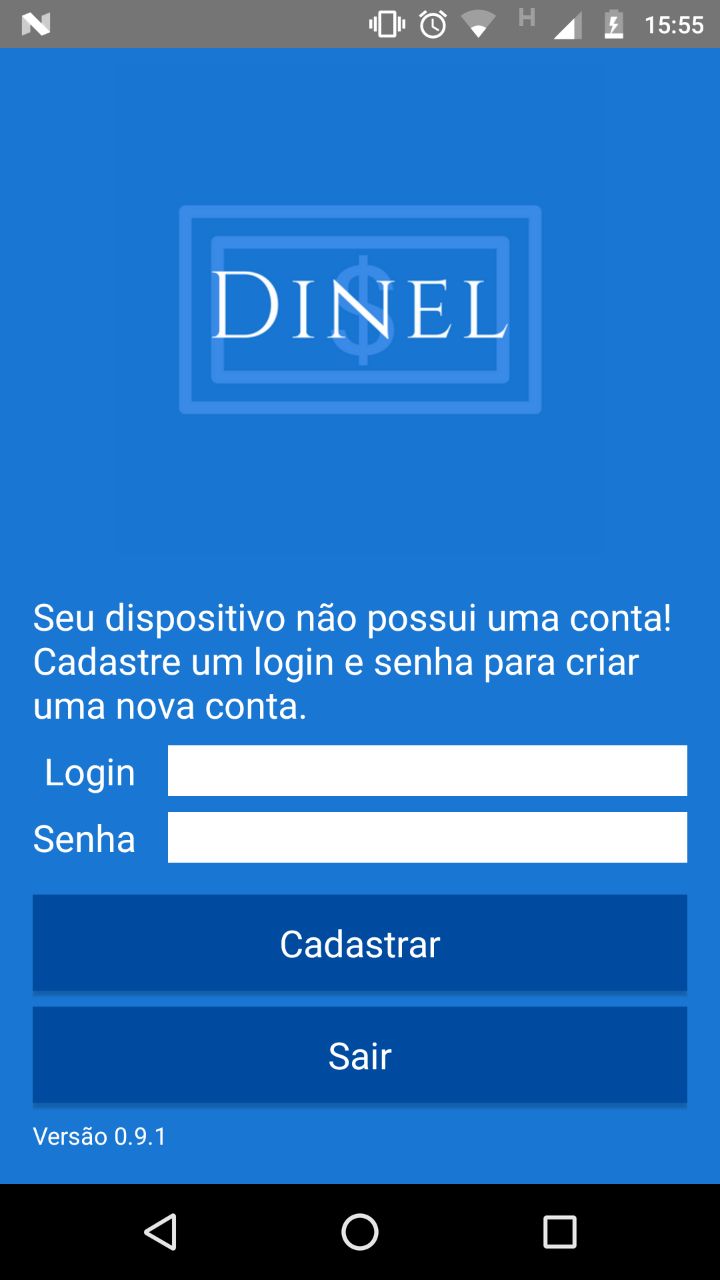 H 15:55
DINEL
Seu dispositivo não possui uma conta!
Cadastre um login e senha para criar
uma nova conta.
Login
Senha
Cadastrar
Sair
Versão 0.9.1